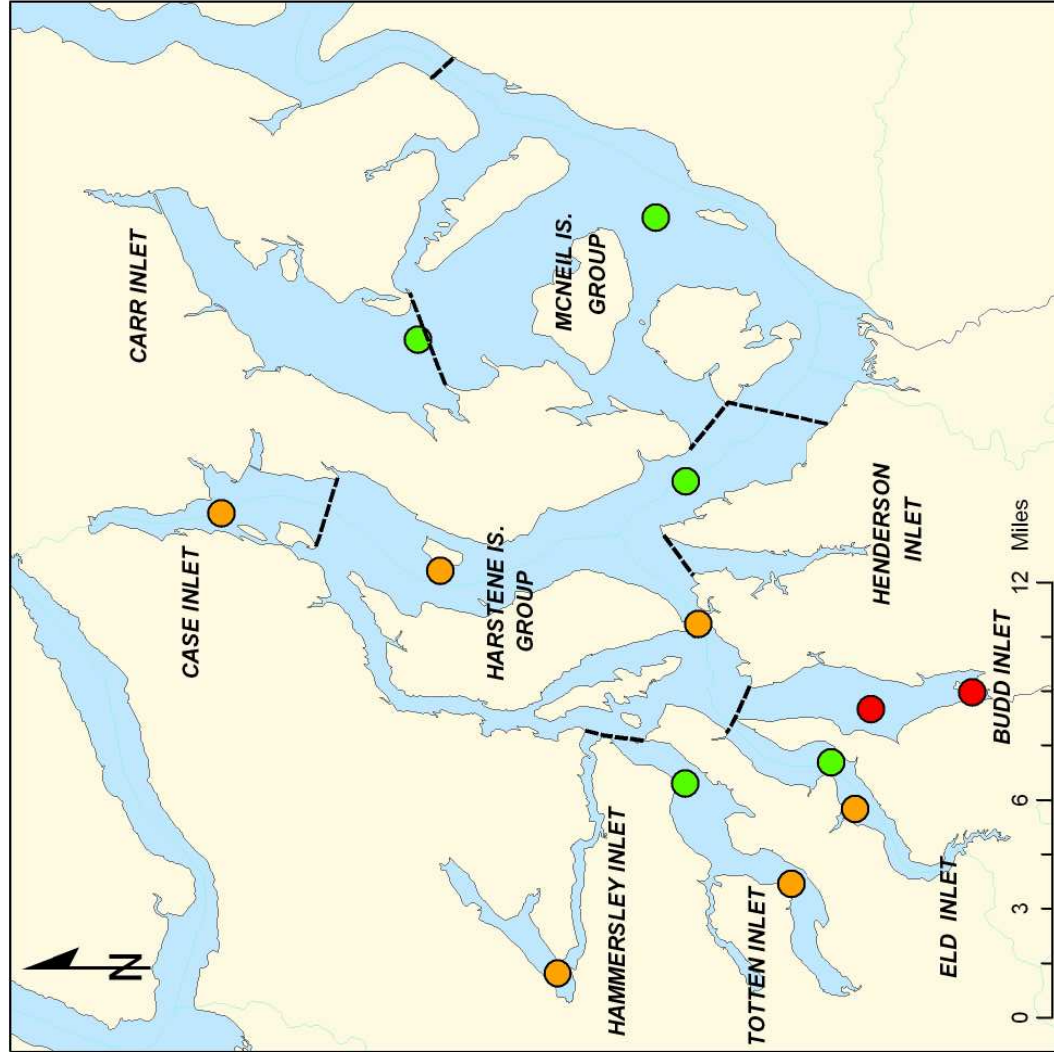 CARR INLET
CASE INLET
MCNEIL IS.
GROUP
HARSTENE IS.
GROUP
HENDERSON
INLET
HAMMERSLEY INLET
TOTTEN INLET
ELD INLET
BUDD INLET
N
0 3 6 12 Miles